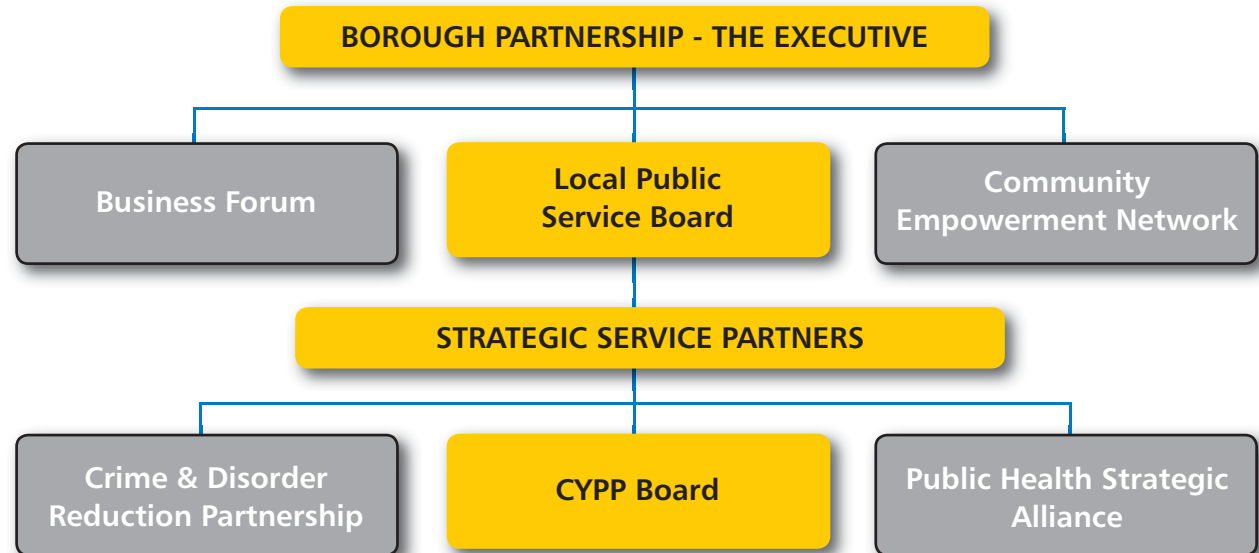 BOROUGH PARTNERSHIP - THE EXECUTIVE
Business Forum
Local Public
Service Board
Community
Empowerment Network
STRATEGIC SERVICE PARTNERS
Crime & Disorder
Reduction Partnership
CYPP Board
Public Health Strategic
Alliance